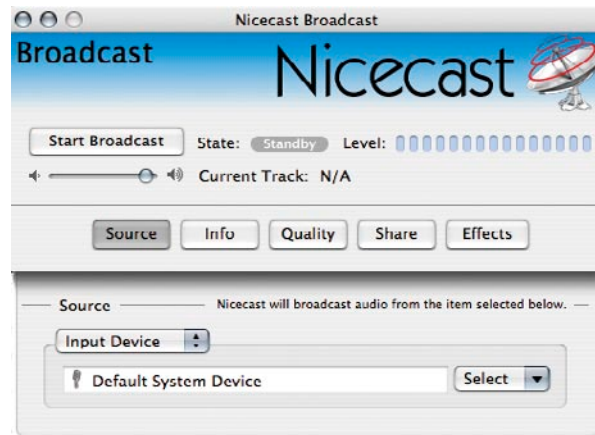 Nicecast Broadcast
Broadcast
Nicecast
Start Broadcast State: Standby Level:
Current Track: N/A
Source Info Quality Share Effects
Source Nicecast will broadcast audio from the item selected below.
Input Device
Default System Device Select